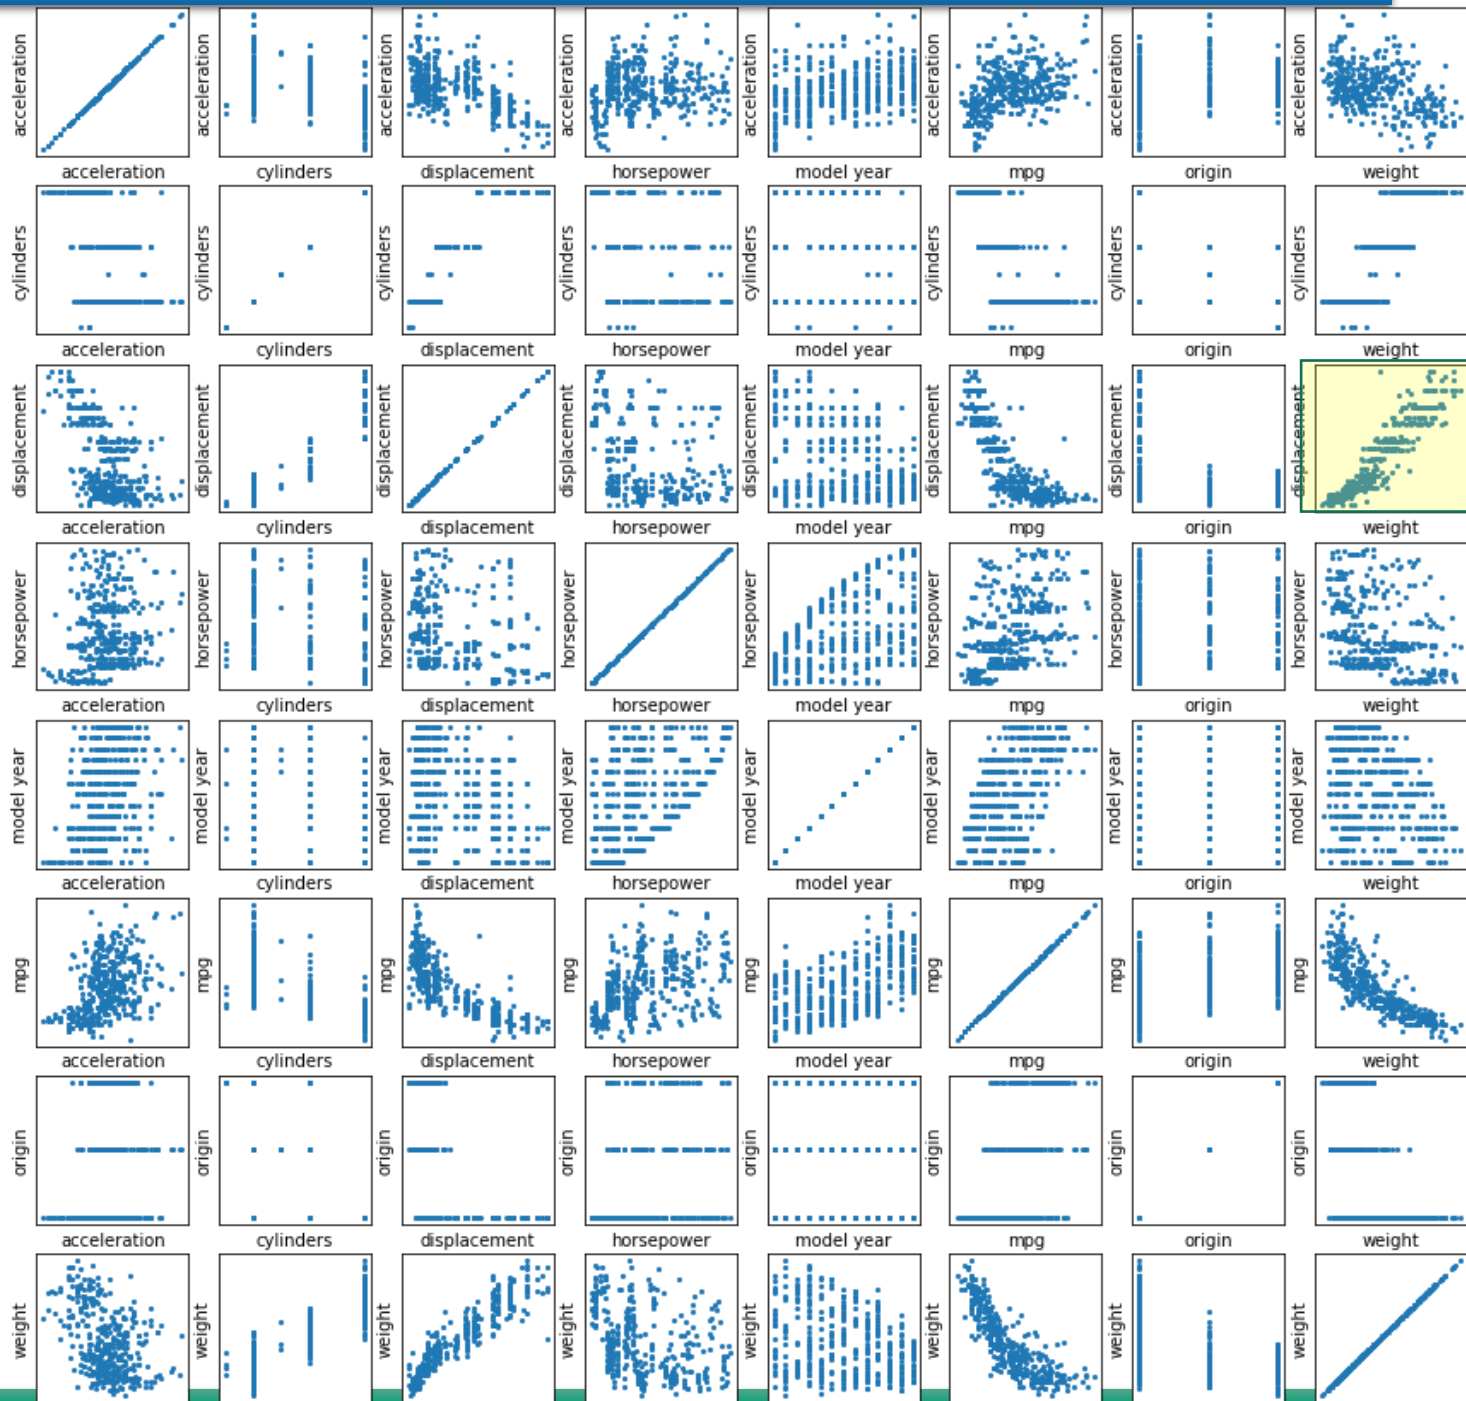 acceleration acceleration acceleration acceleration acceleration acceleration acceleration acceleration
acceleration cylinders displacement horsepower model year mpg origin weight
cylinders cylinders cylinders cylinders cylinders cylinders cylinders cylinders
acceleration cylinders displacement horsepower model year mpg origin weight
displacement displacement displacement displacement displacement displacement displacement displacement
acceleration cylinders displacement horsepower model year mpg origin weight
horsepower horsepower horsepower horsepower horsepower horsepower horsepower horsepower
acceleration cylinders displacement horsepower model year mpg origin weight
model year model year model year model year model year model year model year model year
acceleration cylinders displacement horsepower model year mpg origin weight
mpg mpg mpg mpg mpg mpg mpg mpg
acceleration cylinders displacement horsepower model year mpg origin weight
origin origin origin origin origin origin origin origin
acceleration cylinders displacement horsepower model year mpg origin weight
weight weight weight weight weight weight weight weight